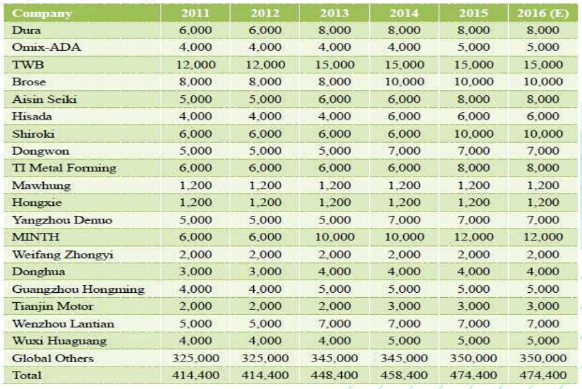 Company 2011 2012 2013 2014 2015 2016 (E)
Dura 6,000 6,000 8,000 8,000 8,000 8,000
Omix-ADA 4,000 4,000 4,000 4,000 5,000 5,000
TWB 12,000 12,000 15,000 15,000 15,000 15,000
Brose 8,000 8,000 8,000 10,000 10,000 10,000
Aisin Seiki 5,000 5,000 6,000 6,000 8,000 8,000
Hisada 4,000 4,000 4,000 6,000 6,000 6,000
Shiroki 6,000 6,000 6,000 6,000 10,000 10,000
Dongwon 5,000 5,000 5,000 7,000 7,000 7,000
TI Metal Forming 6,000 6,000 6,000 6,000 8,000 8,000
Mawhung 1,200 1,200 1,200 1,200 1,200 1,200
Hongxie 1,200 1,200 1,200 1,200 1,200 1,200
Yangzhou Denuo 5,000 5,000 5,000 7,000 7,000 7,000
MINTH 6,000 6,000 10,000 10,000 12,000 12,000
Weifang Zhongyi 2,000 2,000 2,000 2,000 2,000 2,000
Donghua 3,000 3,000 4,000 4,000 4,000 4,000
Guangzhou Hongming 4,000 4,000 5,000 5,000 5,000 5,000
Tianjin Motor 2,000 2,000 2,000 3,000 3,000 3,000
Wenzhou Lantian 5,000 5,000 7,000 7,000 7,000 7,000
Wuxi Huaguang 4,000 4,000 4,000 5,000 5,000 5,000
Global Others 325,000 325,000 345,000 345,000 350,000 350,000
Total 414,400 414,400 448,400 458,400 474,400 474,400